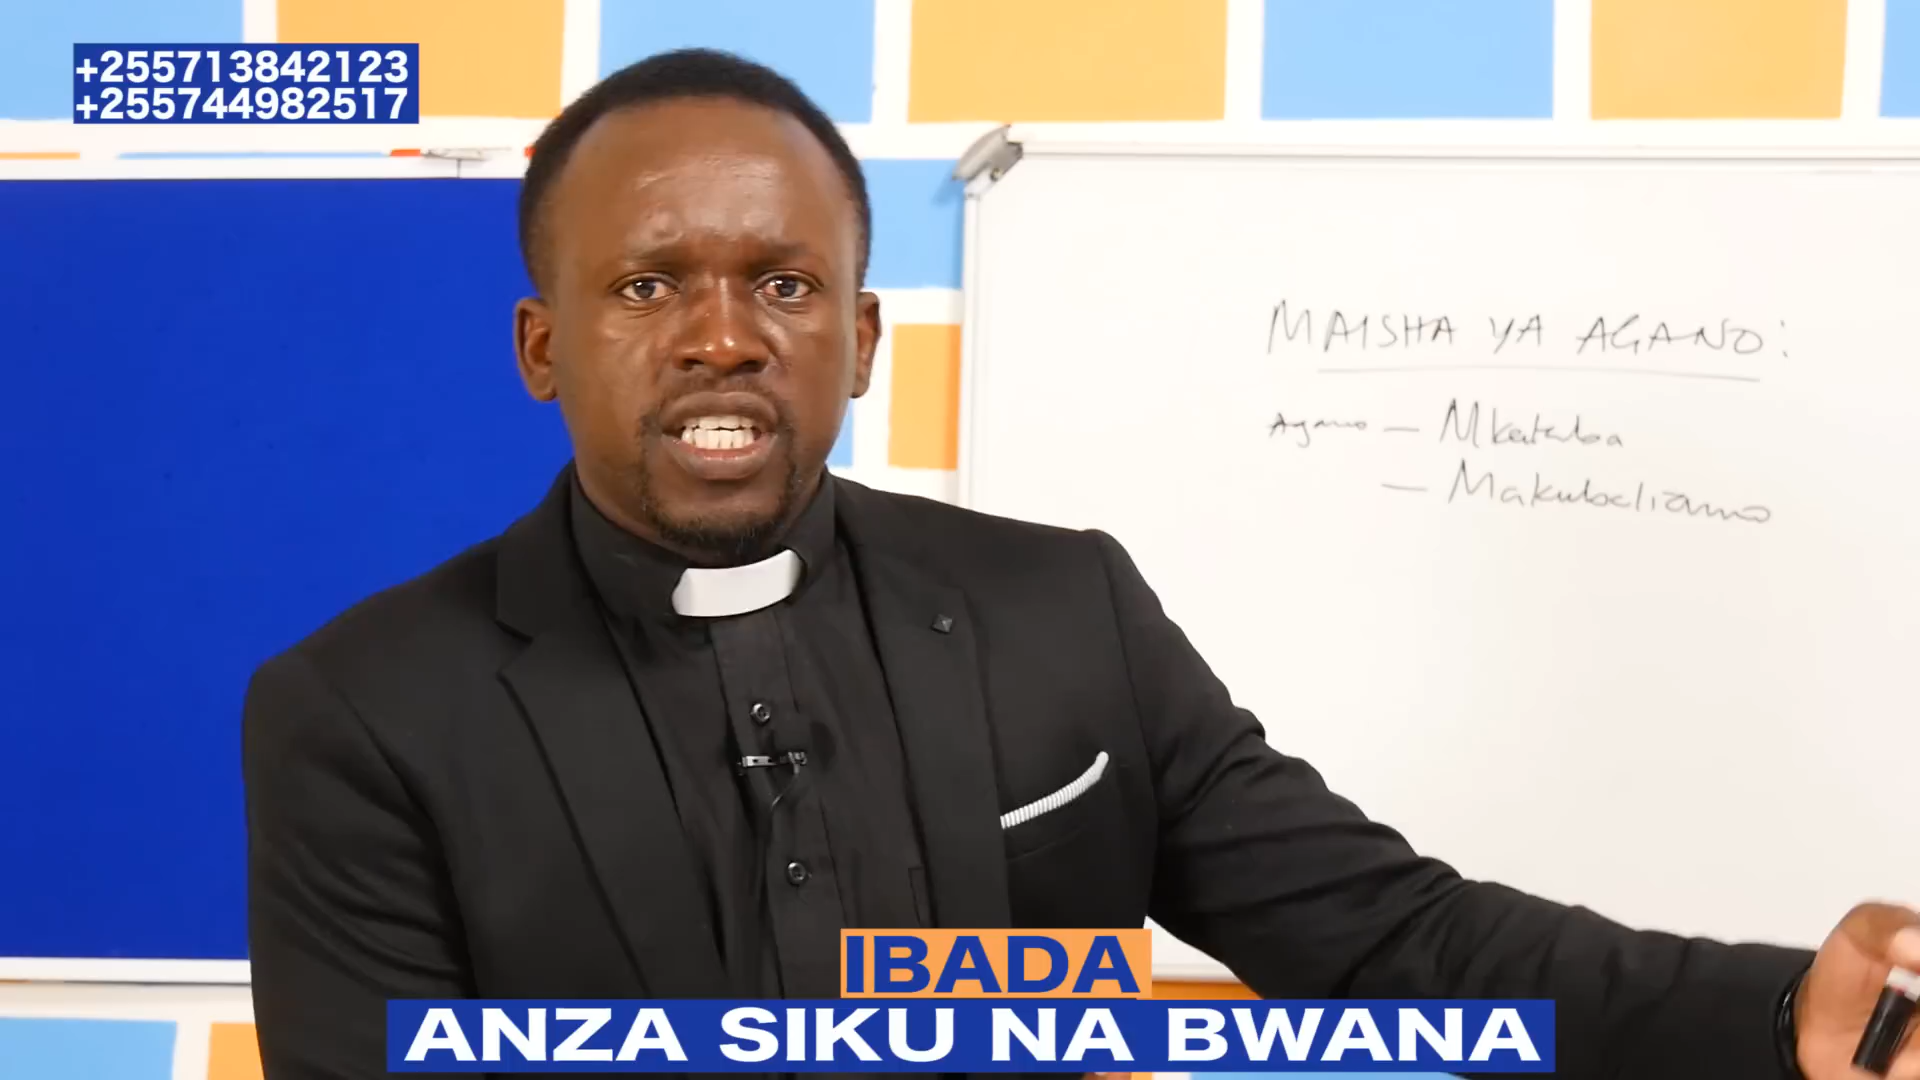 +255713842123
+255744982517
MAISHA YA AGANO:
Agano — Mkataba
— Makubaliano
IBADA
ANZA SIKU NA BWANA